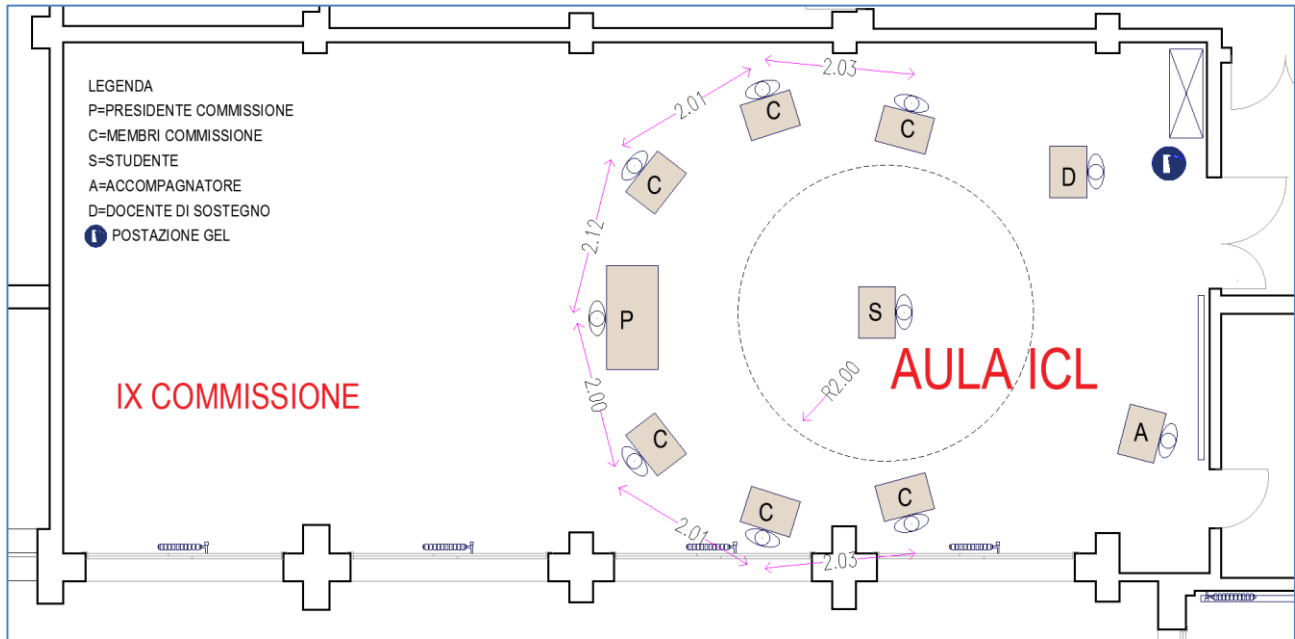 LEGENDA
P=PRESIDENTE COMMISSIONE
C=MEMBRI COMMISSIONE
S=STUDENTE
A=ACCOMPAGNATORE
D=DOCENTE DI SOSTEGNO
POSTAZIONE GEL
2.03
2.01
C
C
C
D
2.12
P
S
AULA ICL
IX COMMISSIONE
2.00
R2.00
C
A
C
C
2.01
2.03